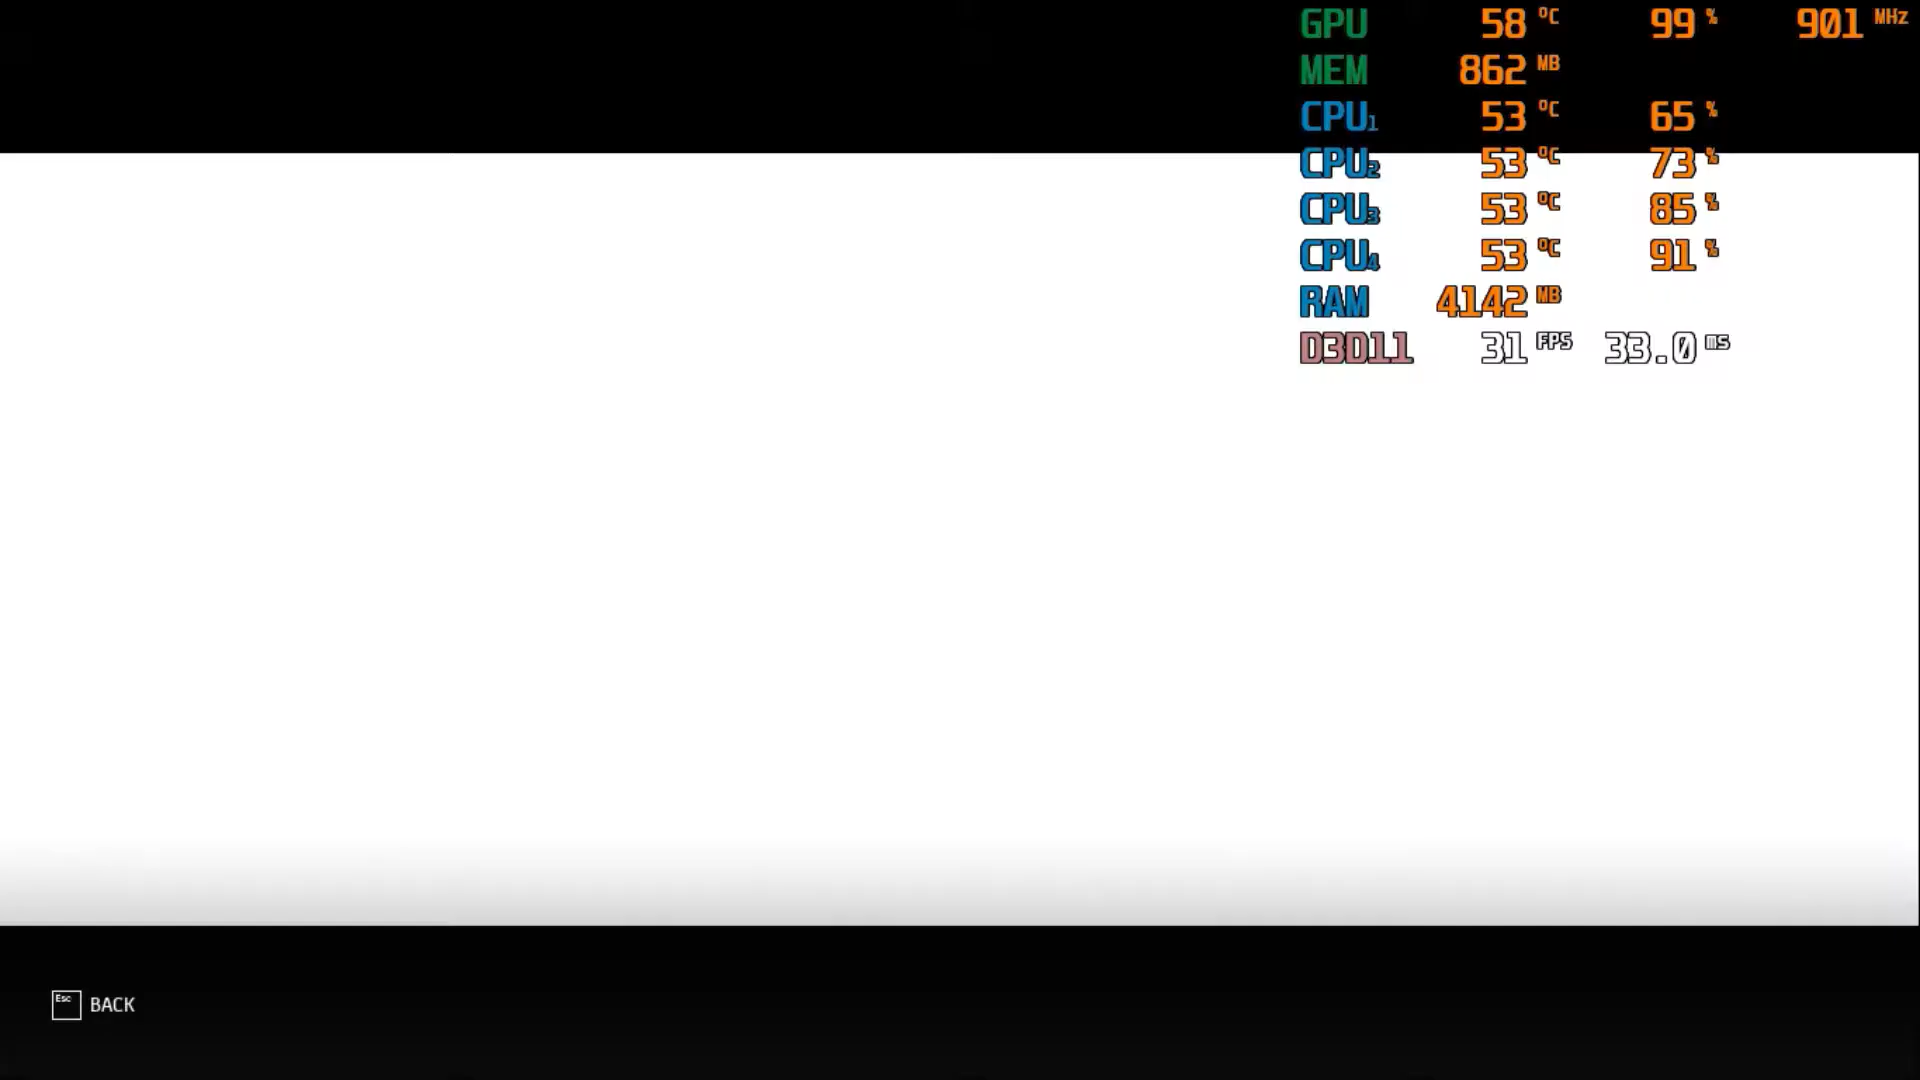 GPU 58 °C 99 % 901 MHz
MEM 862 MB
CPU1 53 °C 65 %
CPU2 53 °C 73 %
CPU3 53 °C 85 %
CPU4 53 °C 91 %
RAM 4142 MB
D3D11 31 FPS 33.0 ms
Esc BACK